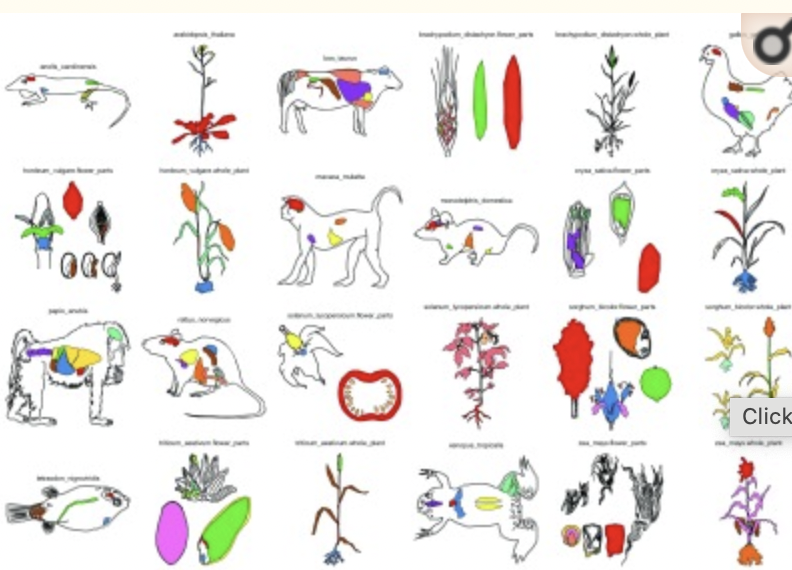 anolis_carolinensis
arabidopsis_thaliana
bos_taurus
brachypodium_distachyon.flower_parts
brachypodium_distachyon.whole_plant
hordeum_vulgare.flower_parts
hordeum_vulgare.whole_plant
macaca_mulatta
monodelphis_domestica
oryza_sativa.flower_parts
oryza_sativa.whole_plant
papio_anubis
rattus_norvegicus
solanum_lycopersicum.flower_parts
solanum_lycopersicum.whole_plant
sorghum_bicolor.flower_parts
sorghum_bicolor.whole_plant
Click
tetraodon_nigroviridis
triticum_aestivum.flower_parts
triticum_aestivum.whole_plant
xenopus_tropicalis
zea_mays.flower_parts
zea_mays.whole_plant